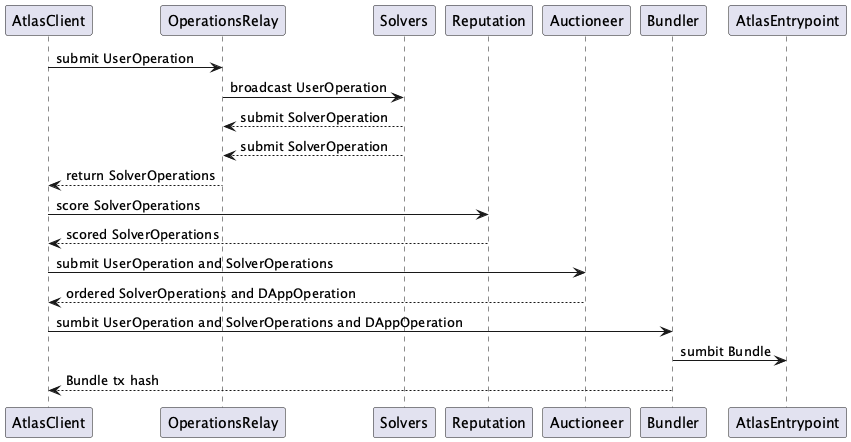 AtlasClient OperationsRelay Solvers Reputation Auctioneer Bundler AtlasEntrypoint
submit UserOperation
broadcast UserOperation
submit SolverOperation
submit SolverOperation
return SolverOperations
score SolverOperations
scored SolverOperations
submit UserOperation and SolverOperations
ordered SolverOperations and DAppOperation
sumbit UserOperation and SolverOperations and DAppOperation
sumbit Bundle
Bundle tx hash
AtlasClient OperationsRelay Solvers Reputation Auctioneer Bundler AtlasEntrypoint